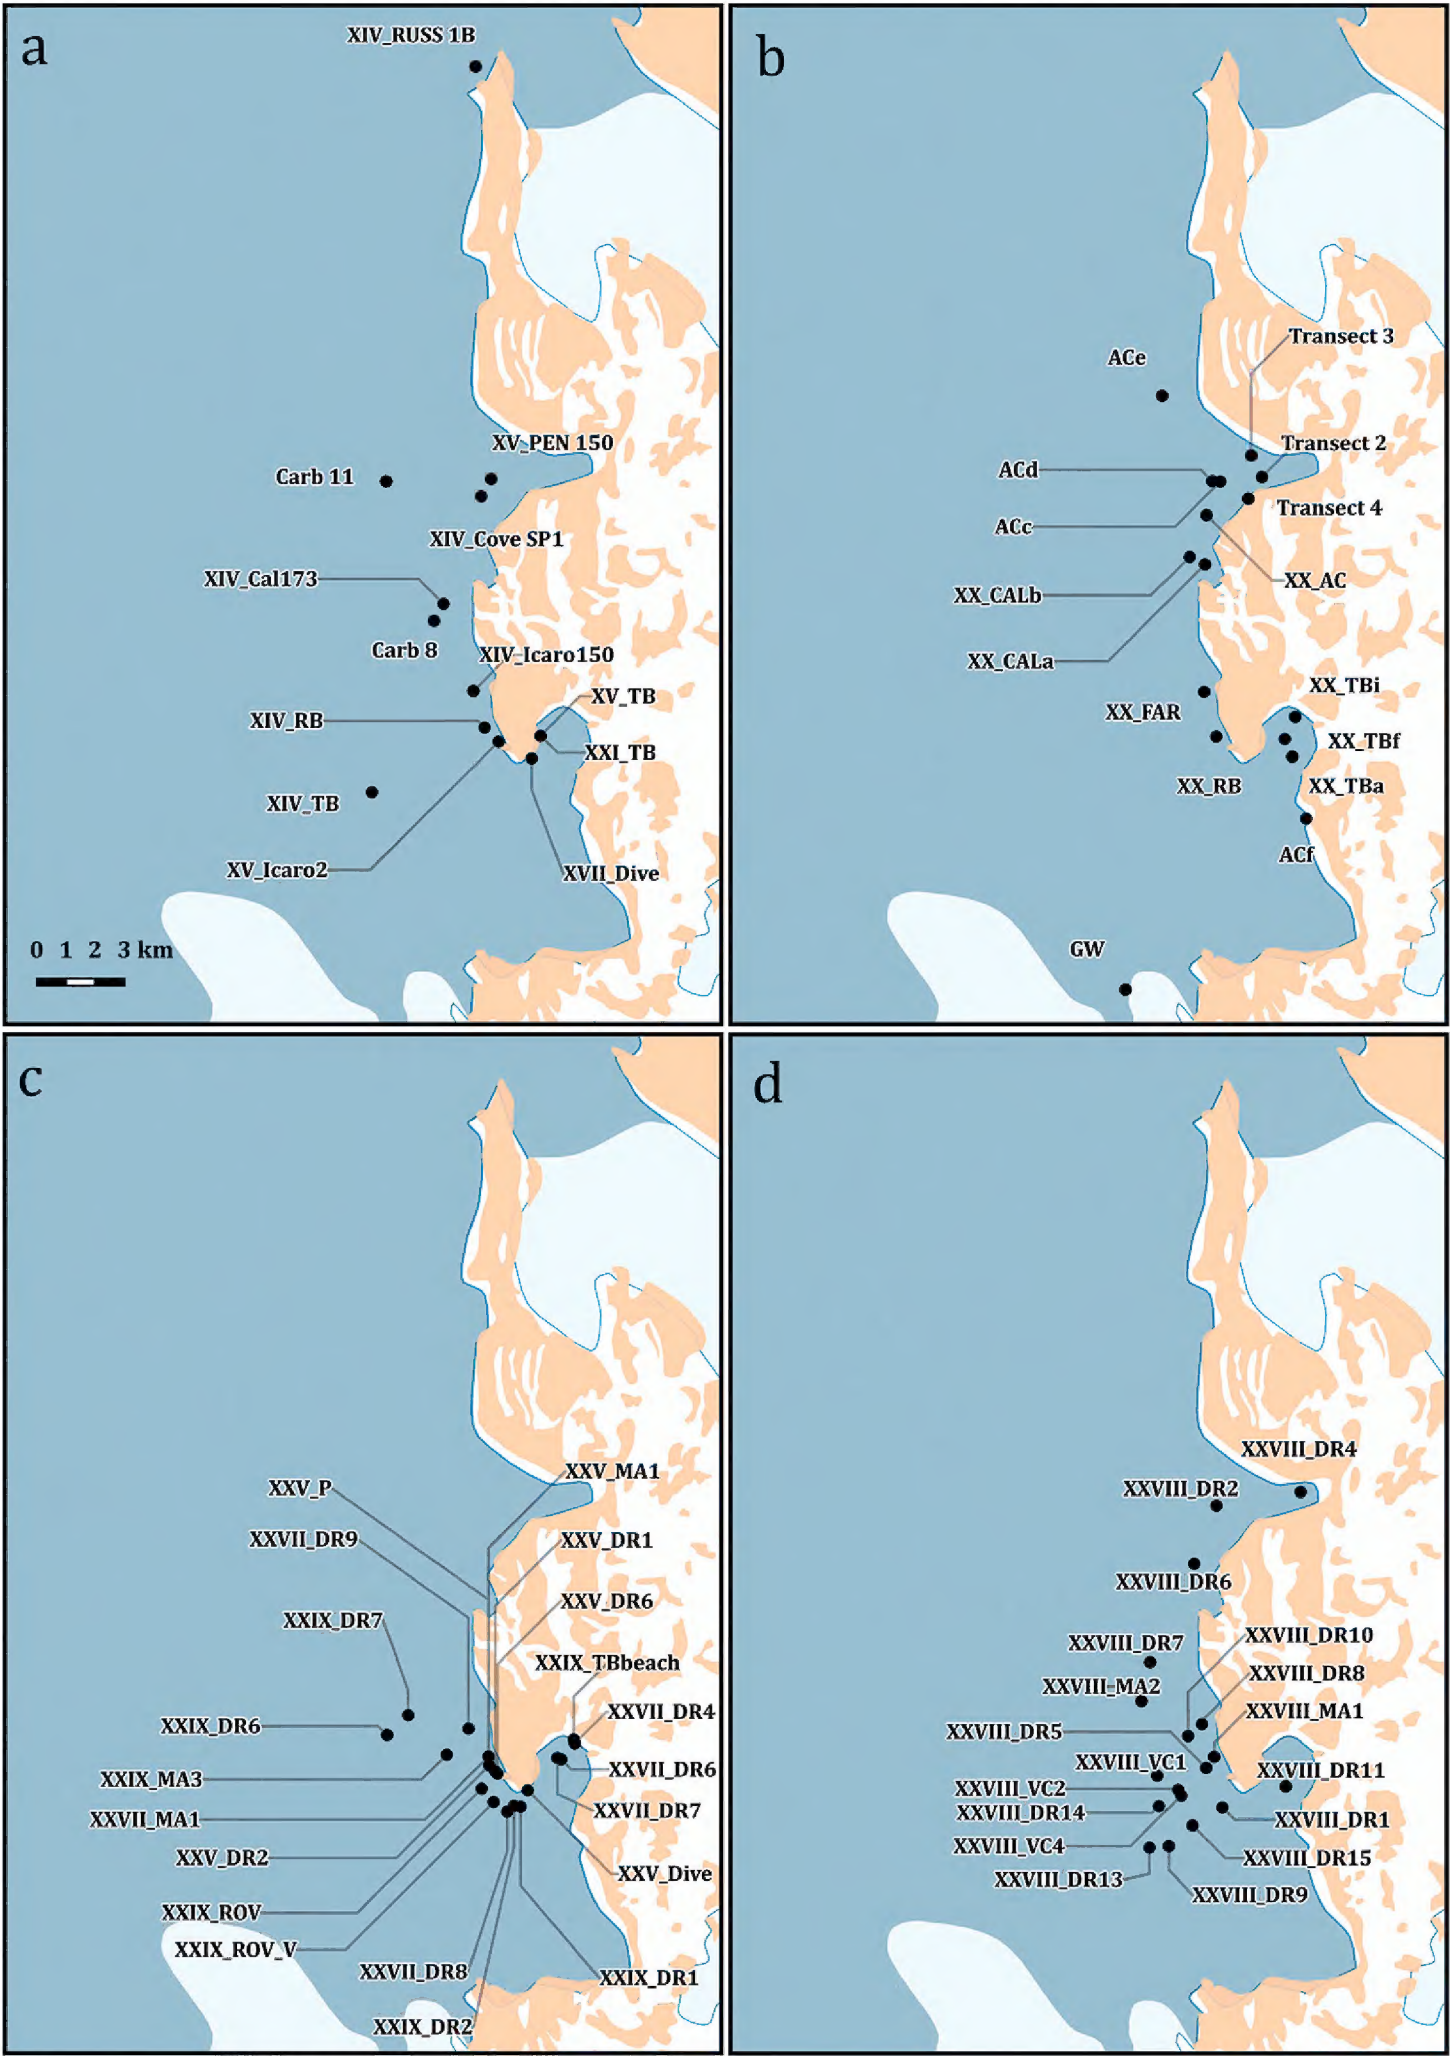 a
XIV_RUSS 1B
XV_PEN 150
Carb 11
XIV_Cove SP1
XIV_Cal173
Carb 8
XIV_Icaro150
XV_TB
XIV_RB
XXI_TB
XIV_TB
XV_Icaro2
XVII_Dive
0 1 2 3 km
b
Transect 3
ACe
Transect 2
ACd
Transect 4
ACc
XX_AC
XX_CALb
XX_CALa
XX_TBi
XX_FAR
XX_TBf
XX_RB
XX_TBa
ACf
GW
c
XXV_MA1
XXV_P
XXVII_DR9
XXV_DR1
XXV_DR6
XXIX_DR7
XXIX_TBbeach
XXVII_DR4
XXIX_DR6
XXVII_DR6
XXIX_MA3
XXVII_DR7
XXVII_MA1
XXV_DR2
XXV_Dive
XXIX_ROV
XXIX_ROV_V
XXVII_DR8
XXIX_DR1
XXIX_DR2
d
XXVIII_DR4
XXVIII_DR2
XXVIII_DR6
XXVIII_DR10
XXVIII_DR7
XXVIII_DR8
XXVIII_MA2
XXVIII_MA1
XXVIII_DR5
XXVIII_VC1
XXVIII_DR11
XXVIII_VC2
XXVIII_DR14
XXVIII_DR1
XXVIII_VC4
XXVIII_DR15
XXVIII_DR13
XXVIII_DR9